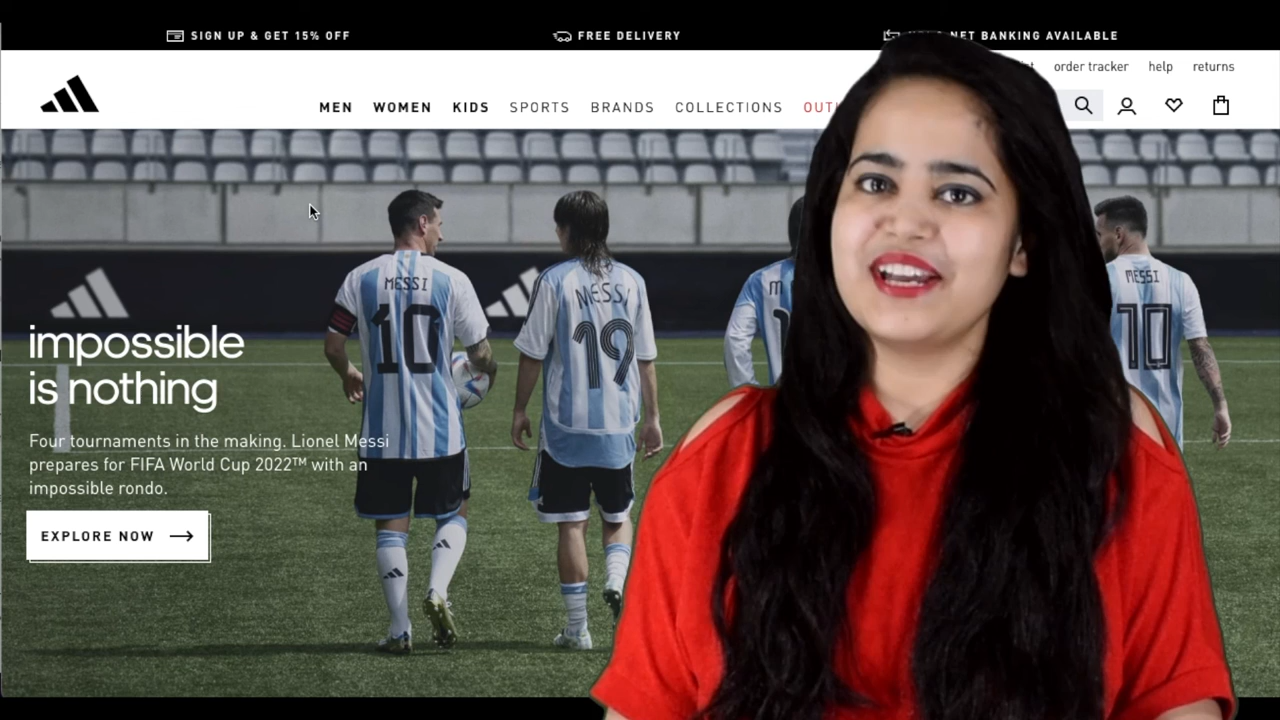 SIGN UP & GET 15% OFF
FREE DELIVERY
NET BANKING AVAILABLE
order tracker
help
returns
MEN
WOMEN
KIDS
SPORTS
BRANDS
COLLECTIONS
MESSI
10
MESSI
19
MESSI
10
impossible
is nothing
Four tournaments in the making. Lionel Messi
prepares for FIFA World Cup 2022™ with an
impossible rondo.
EXPLORE NOW